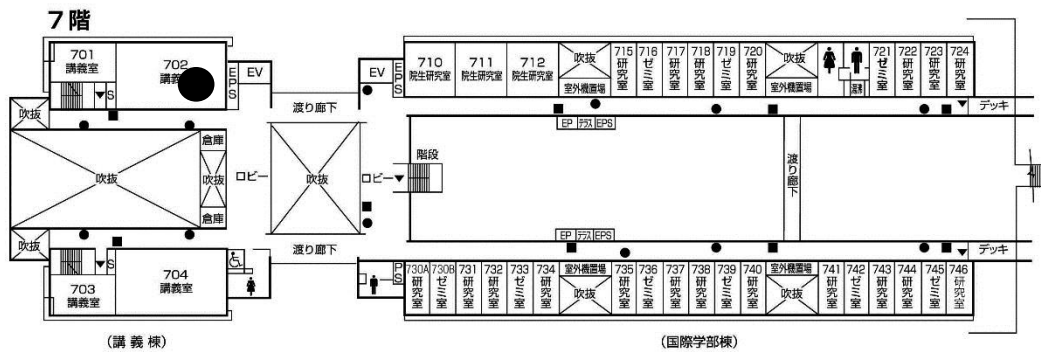 7階
701
講義室
702
講義
S
EPS
EV
EV
EPS
710
院生研究室
711
院生研究室
712
院生研究室
吹抜
室外機置場
715
研究室
716
ゼミ室
717
研究室
718
研究室
719
ゼミ室
720
研究室
吹抜
室外機置場
721
ゼミ室
722
研究室
723
研究室
724
研究室
吹抜
渡り廊下
EP
テラス
EPS
デッキ
倉庫
吹抜
吹抜
倉庫
ロビー
吹抜
ロビー
階段
渡り廊下
吹抜
渡り廊下
EP
テラス
EPS
デッキ
S
703
講義室
704
講義室
PS
730A
研究室
730B
ゼミ室
731
研究室
732
研究室
733
ゼミ室
734
研究室
室外機置場
吹抜
735
研究室
736
ゼミ室
737
研究室
738
研究室
739
ゼミ室
740
研究室
室外機置場
吹抜
741
研究室
742
ゼミ室
743
研究室
744
研究室
745
ゼミ室
746
研究室
(講義棟)
(国際学部棟)